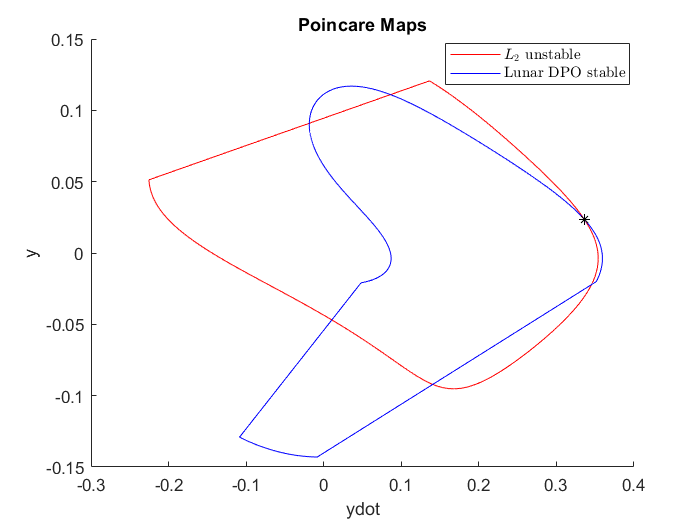 Poincare Maps
L₂ unstable
Lunar DPO stable
0.15
0.1
0.05
0
-0.05
-0.1
-0.15
y
-0.3 -0.2 -0.1 0 0.1 0.2 0.3 0.4
ydot